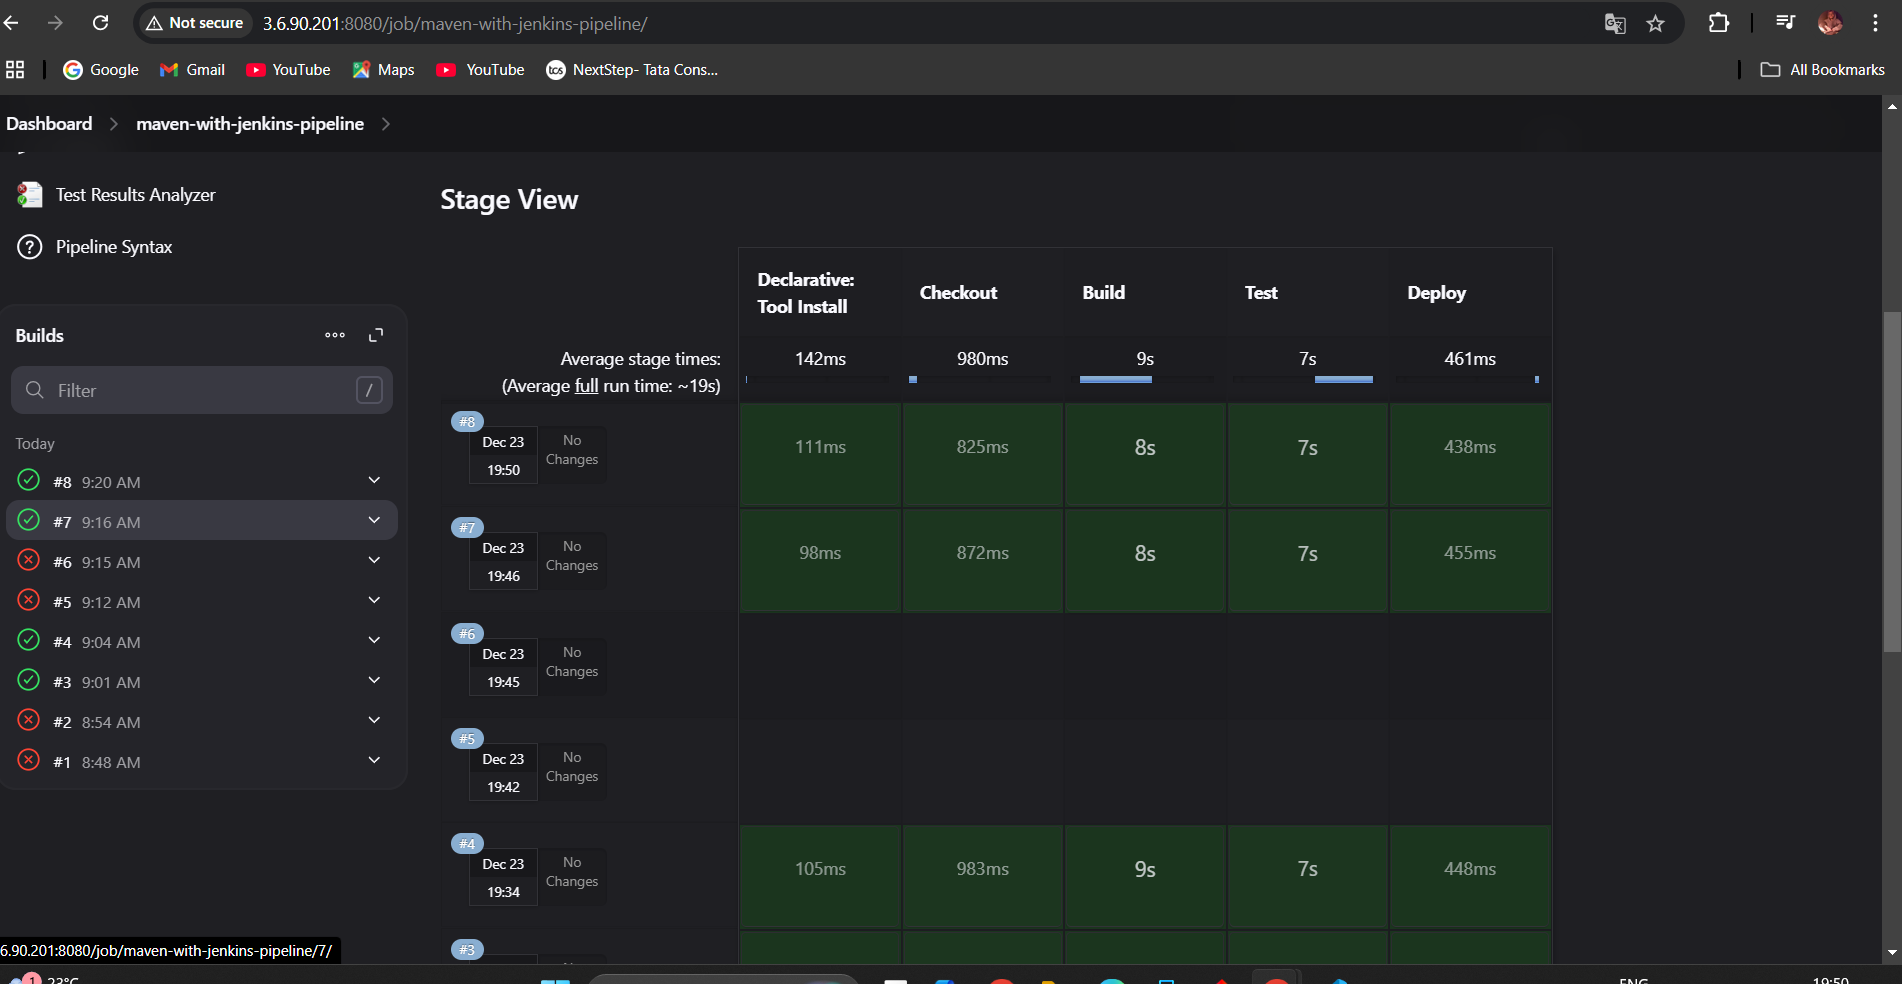 Not secure
3.6.90.201:8080/job/maven-with-jenkins-pipeline/
Google
Gmail
YouTube
Maps
YouTube
NextStep- Tata Cons...
All Bookmarks
Dashboard
maven-with-jenkins-pipeline
Test Results Analyzer
Pipeline Syntax
Builds
Filter
/
Today
#8 9:20 AM
#7 9:16 AM
#6 9:15 AM
#5 9:12 AM
#4 9:04 AM
#3 9:01 AM
#2 8:54 AM
#1 8:48 AM
Stage View
Declarative:
Tool Install
Checkout
Build
Test
Deploy
Average stage times:
(Average full run time: ~19s)
142ms
980ms
9s
7s
461ms
#8
Dec 23
19:50
No
Changes
111ms
825ms
8s
7s
438ms
#7
Dec 23
19:46
No
Changes
98ms
872ms
8s
7s
455ms
#6
Dec 23
19:45
No
Changes
#5
Dec 23
19:42
No
Changes
#4
Dec 23
19:34
No
Changes
105ms
983ms
9s
7s
448ms
#3
6.90.201:8080/job/maven-with-jenkins-pipeline/7/
1
23°C
ENG
19:50